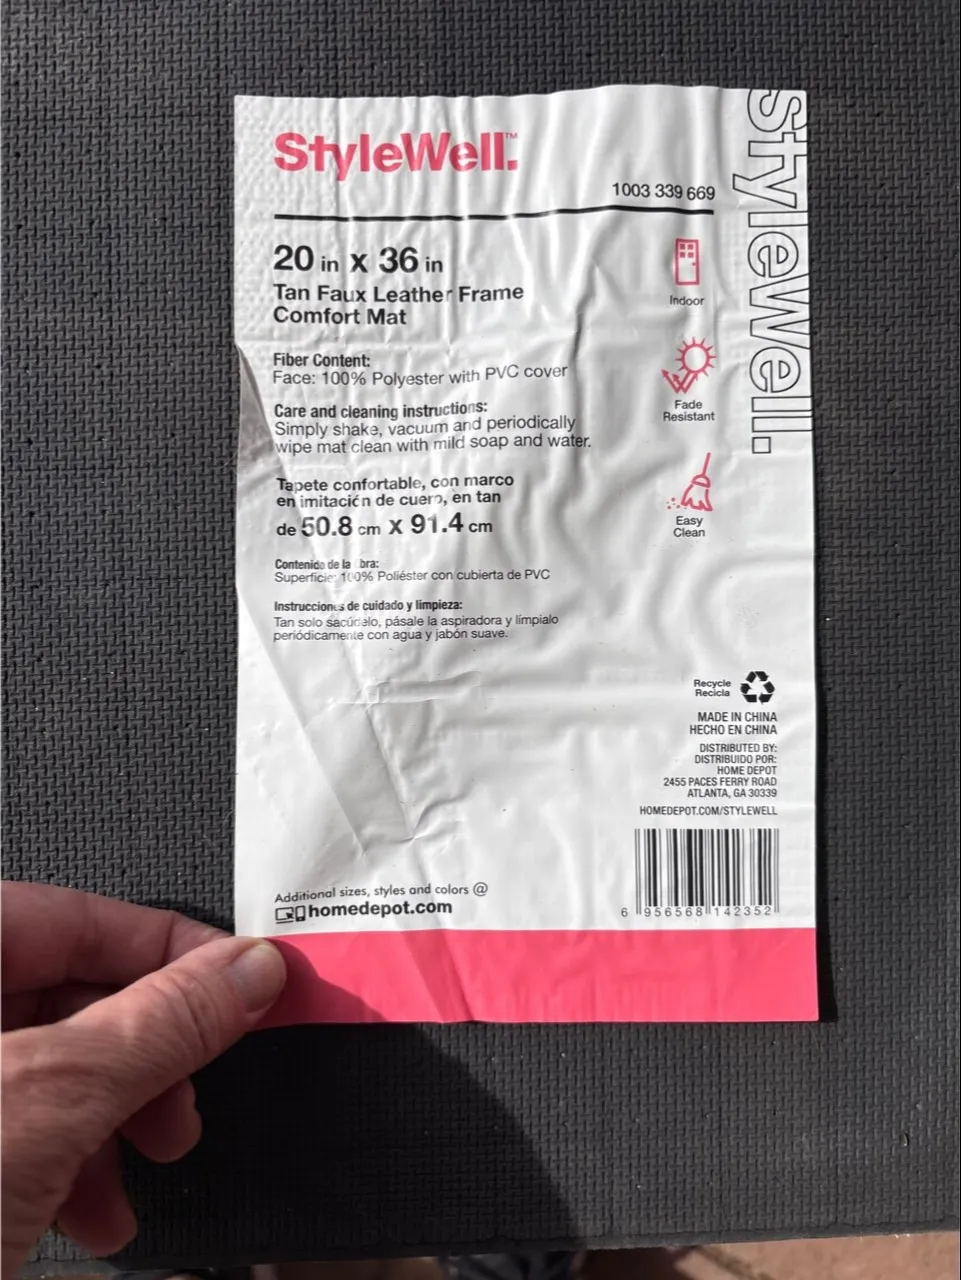 StyleWell.™
1003 339 669
20 in x 36 in
Tan Faux Leather Frame
Comfort Mat
Fiber Content:
Face: 100% Polyester with PVC cover
Care and cleaning instructions:
Simply shake, vacuum and periodically
wipe mat clean with mild soap and water.
Tapete confortable, con marco
en imitación de cuero, en tan
de 50.8 cm x 91.4 cm
Contenido de la bra:
Superficie: 100% Poliéster con cubierta de PVC
Instrucciones de cuidado y limpieza:
Tan solo sacúdelo, pásale la aspiradora y límpialo
periódicamente con agua y jabón suave.
Indoor
Fade
Resistant
Easy
Clean
StyleWell.
Recycle
Recicla
MADE IN CHINA
HECHO EN CHINA
DISTRIBUTED BY:
DISTRIBUIDO POR:
HOME DEPOT
2455 PACES FERRY ROAD
ATLANTA, GA 30339
HOMEDEPOT.COM/STYLEWELL
6 956568 142352
Additional sizes, styles and colors @
homedepot.com